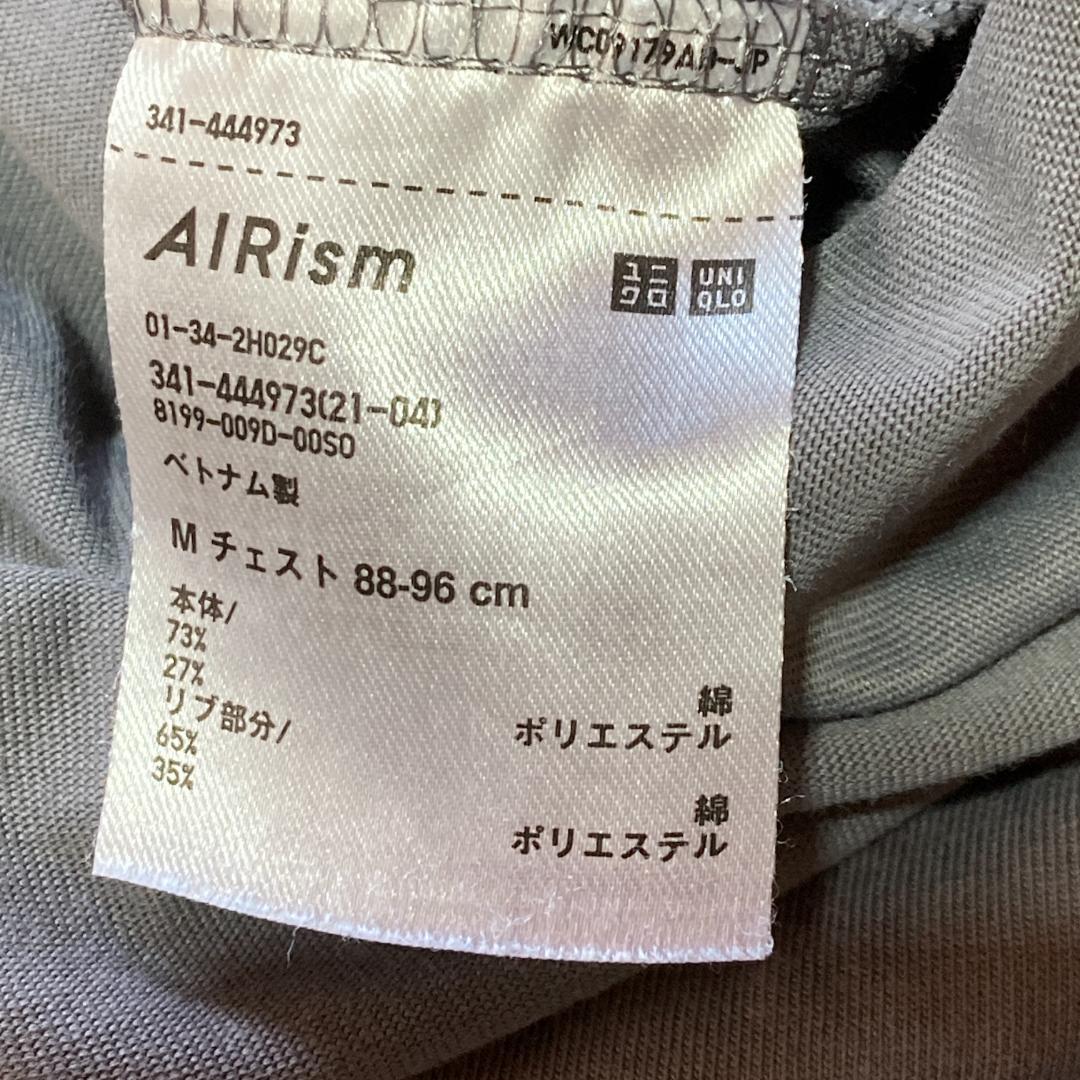 341-444973
AIRism
ユニクロ UNIQLO
01-34-2H029C
341-444973(21-04)
8199-009D-00SO
ベトナム製
M チェスト 88-96 cm
本体/
73% 綿
27% ポリエステル
リブ部分/
65% 綿
35% ポリエステル